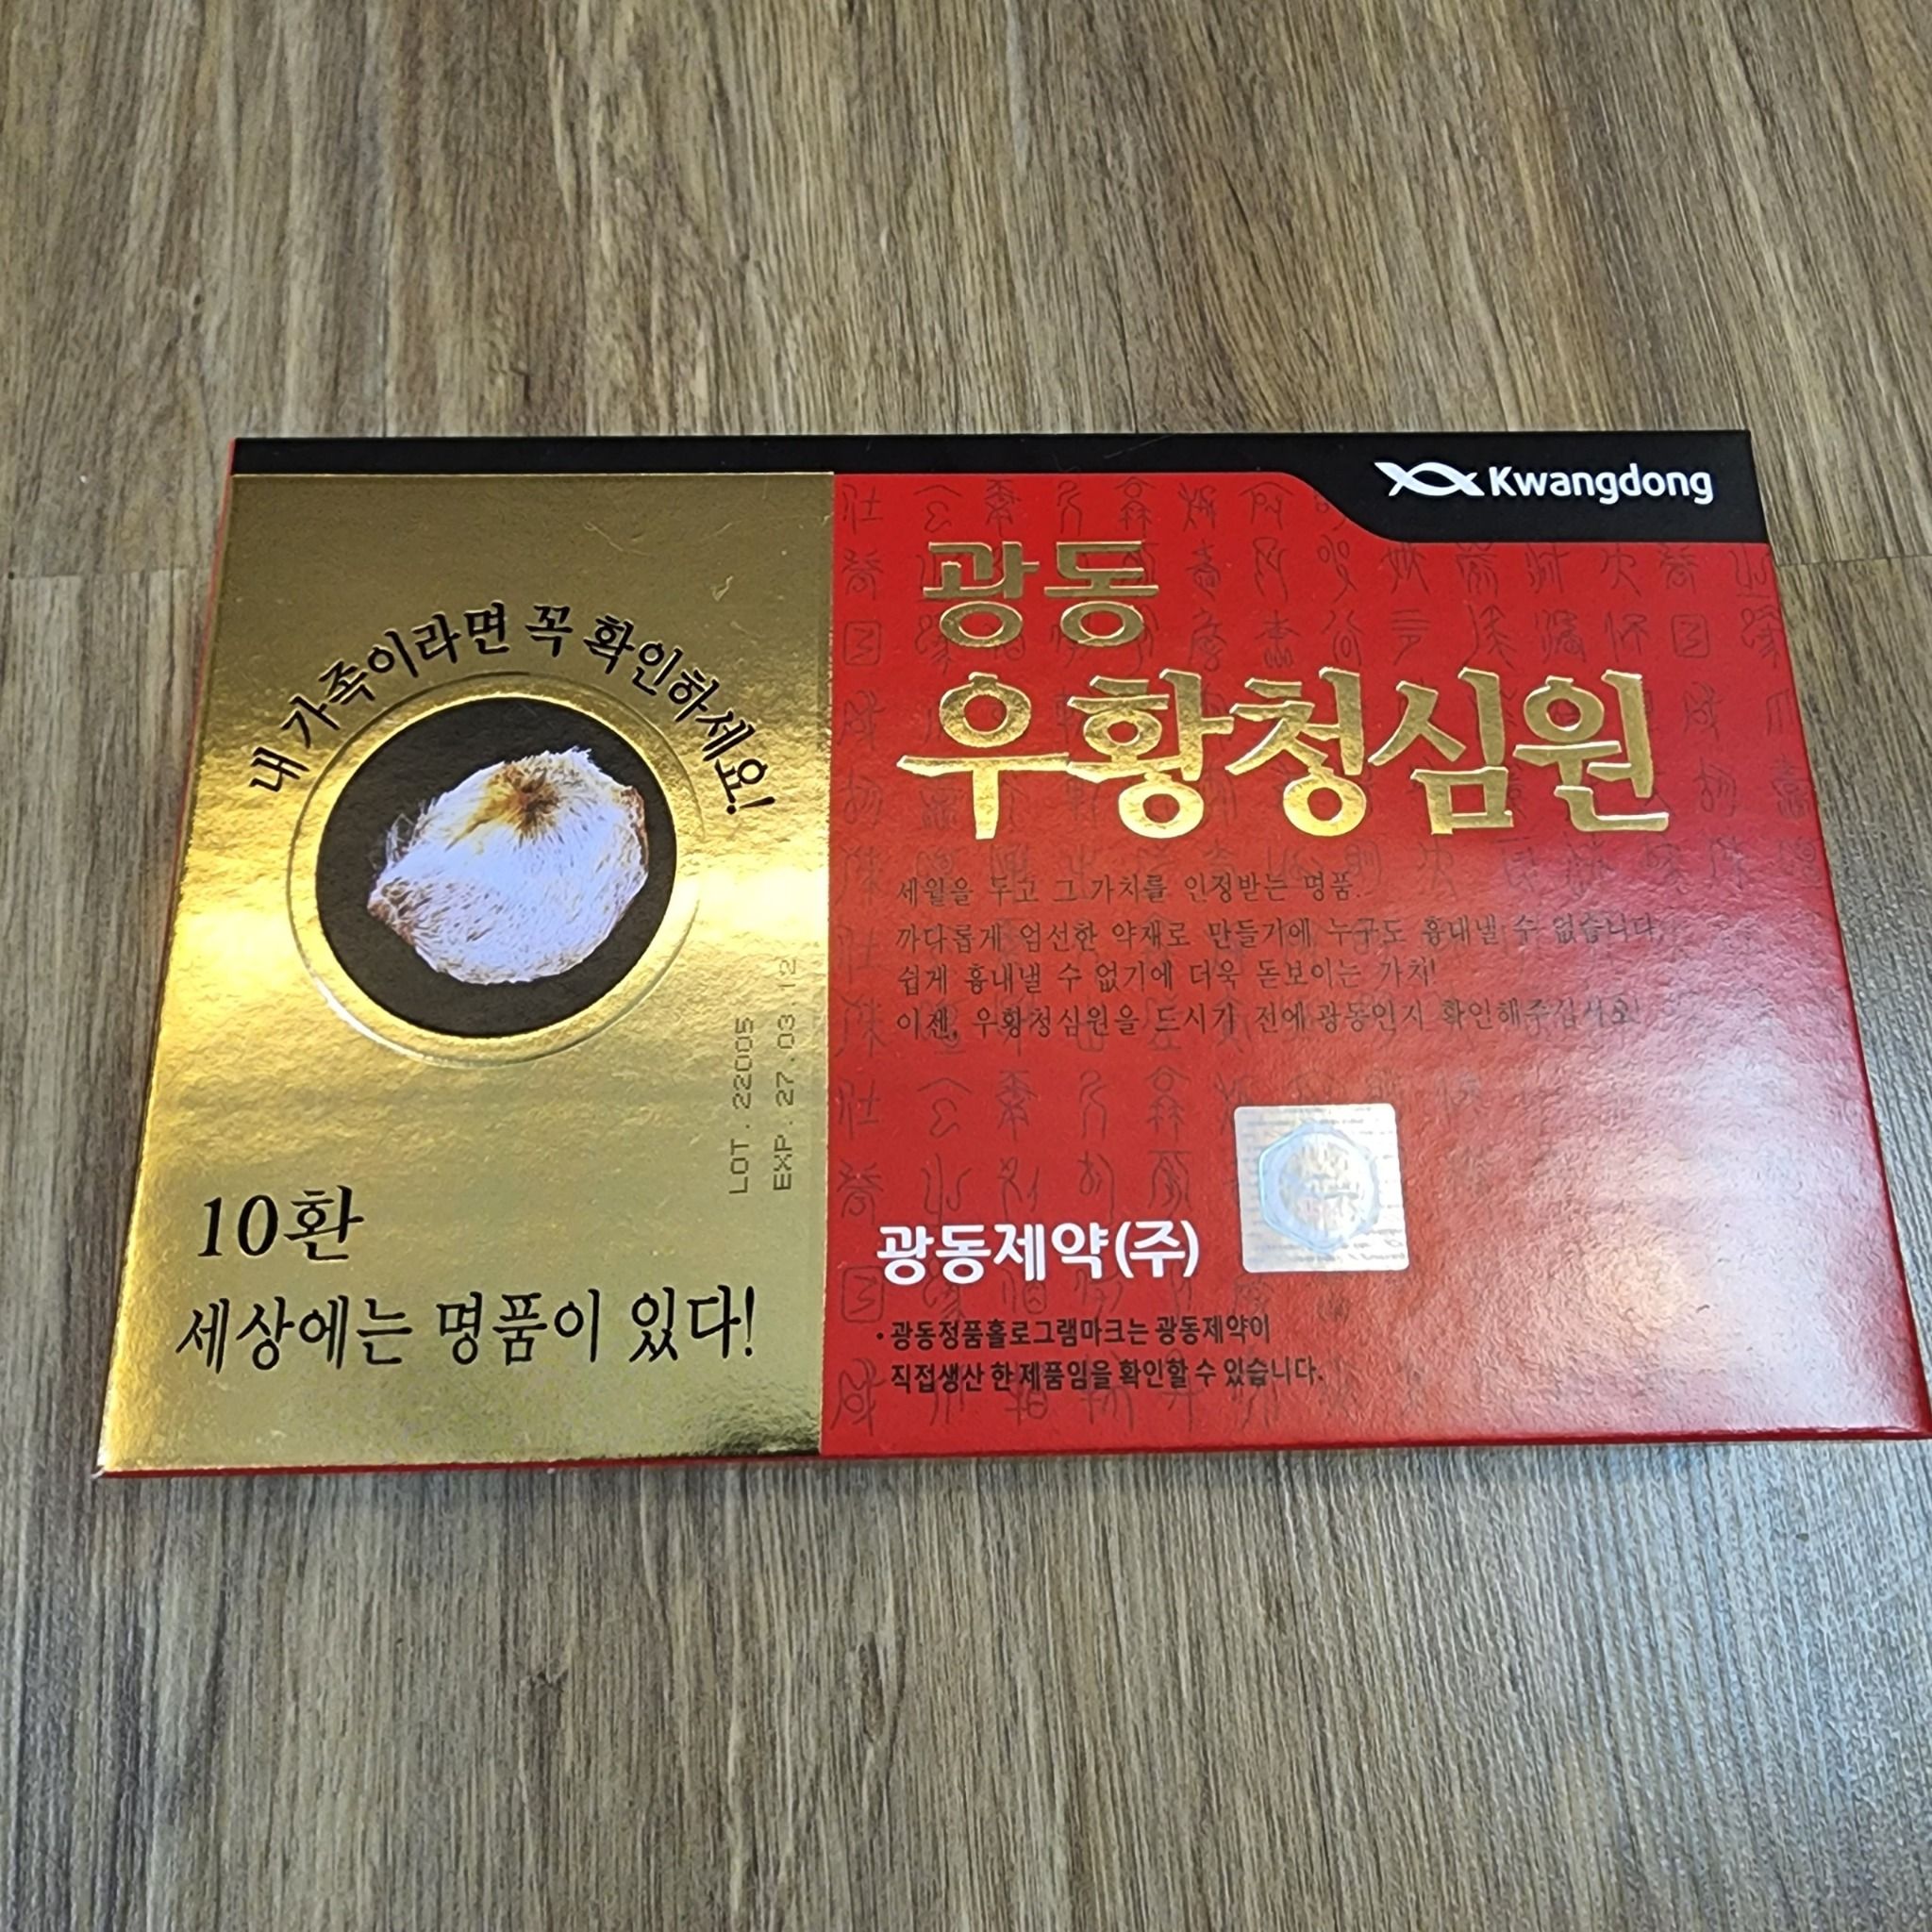 Kwangdong
내 가족이라면 꼭 확인하세요!
LOT. 22005
EXP. 27. 03. 12
10환
세상에는 명품이 있다!
광동
우황청심원
세월을 두고 그 가치를 인정받는 명품.
까다롭게 엄선한 약재로 만들기에 누구도 흉내낼 수 없습니다.
쉽게 흉내낼 수 없기에 더욱 돋보이는 가치!
이젠, 우황청심원을 드시기 전에 광동인지 확인해주십시요!
광동제약(주)
·광동정품홀로그램마크는 광동제약이
직접생산 한 제품임을 확인할 수 있습니다.